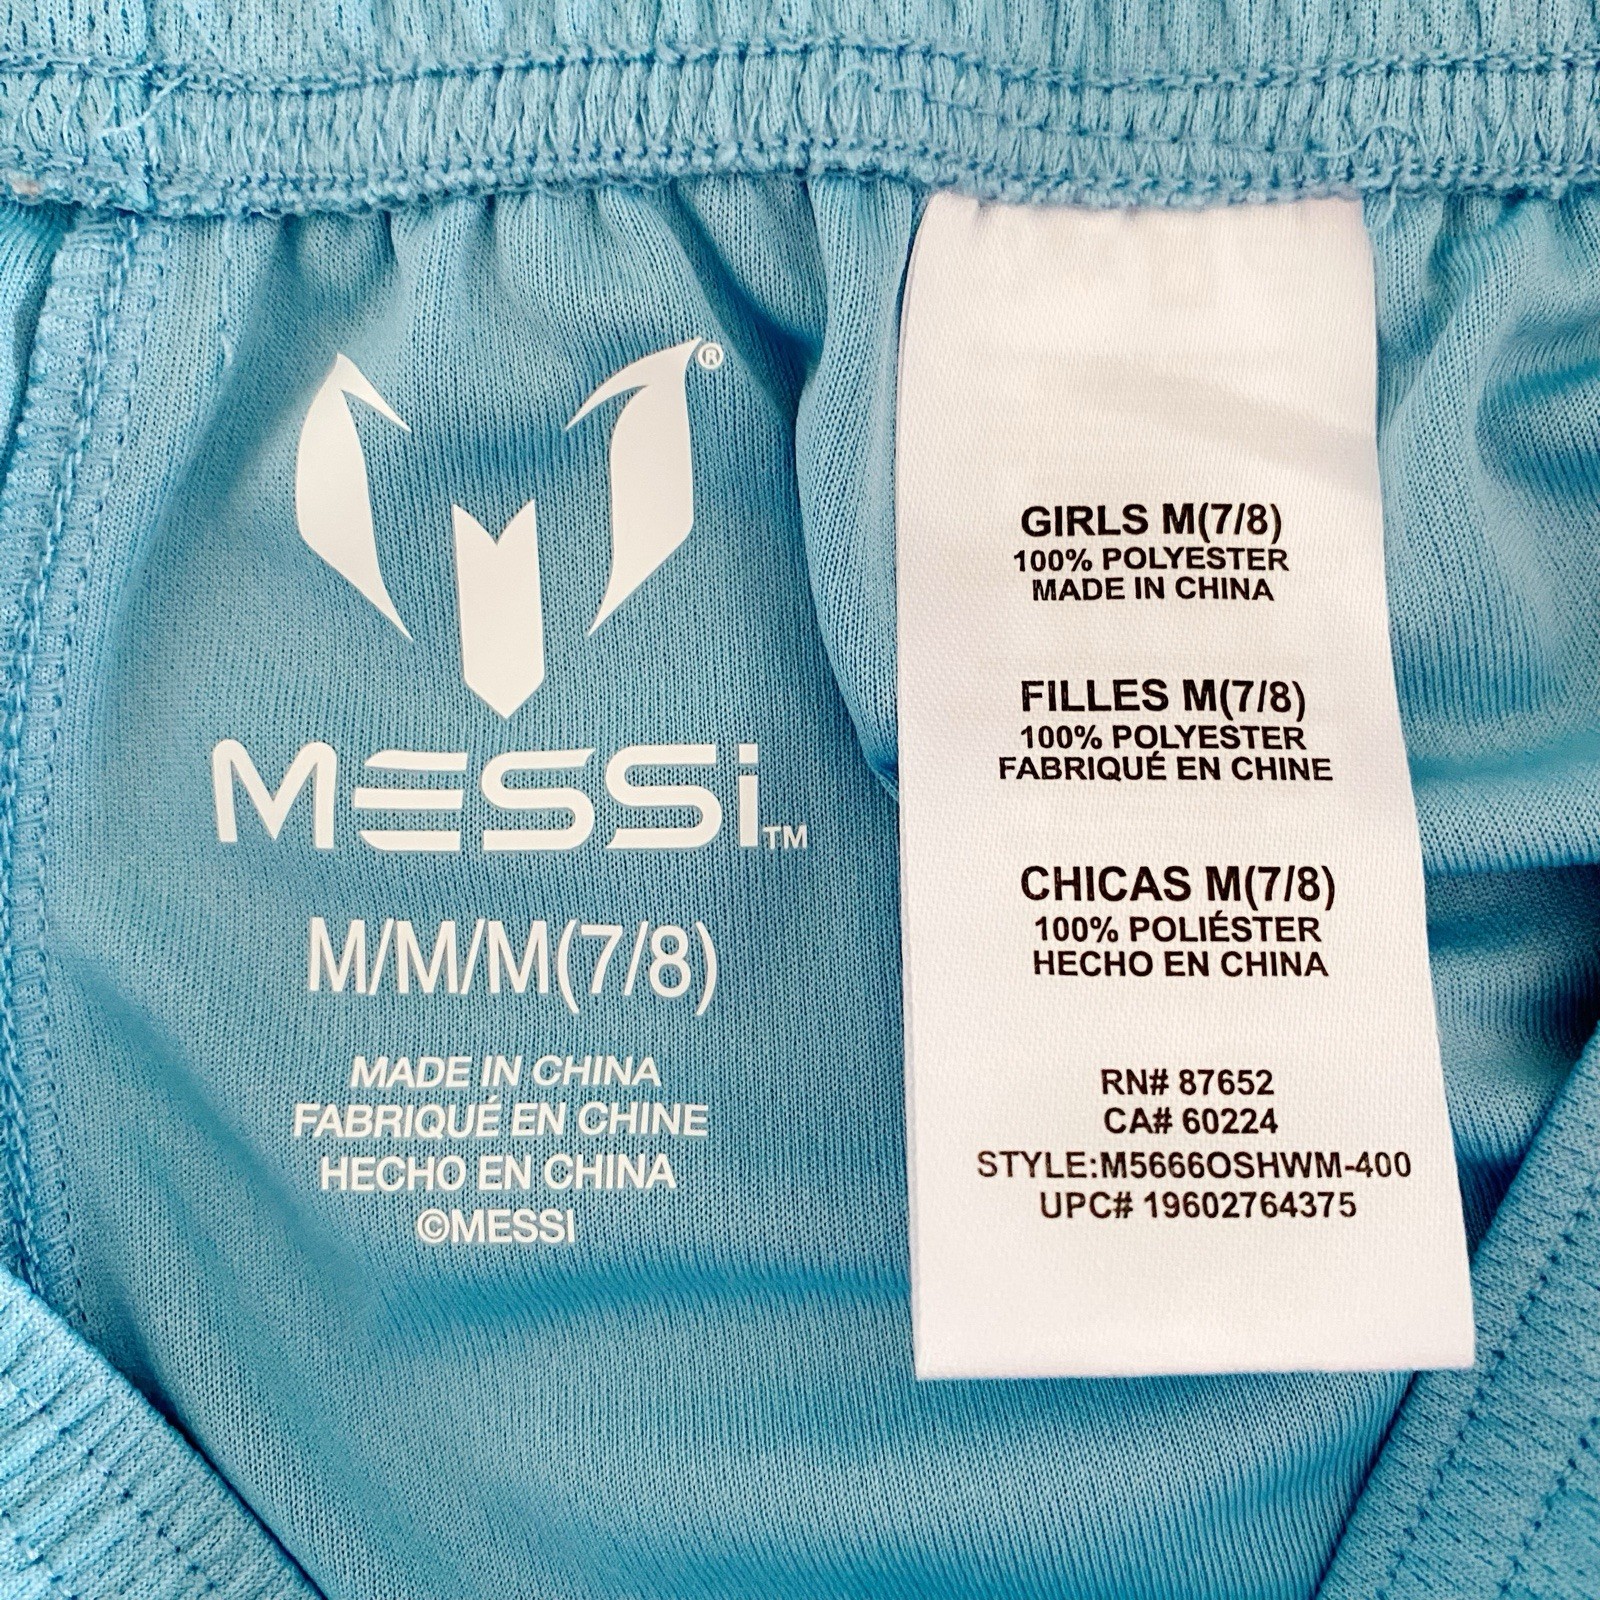 ®
MESSi™
M/M/M(7/8)
MADE IN CHINA
FABRIQUÉ EN CHINE
HECHO EN CHINA
©MESSI
GIRLS M(7/8)
100% POLYESTER
MADE IN CHINA
FILLES M(7/8)
100% POLYESTER
FABRIQUÉ EN CHINE
CHICAS M(7/8)
100% POLIÉSTER
HECHO EN CHINA
RN# 87652
CA# 60224
STYLE:M5666OSHWM-400
UPC# 19602764375